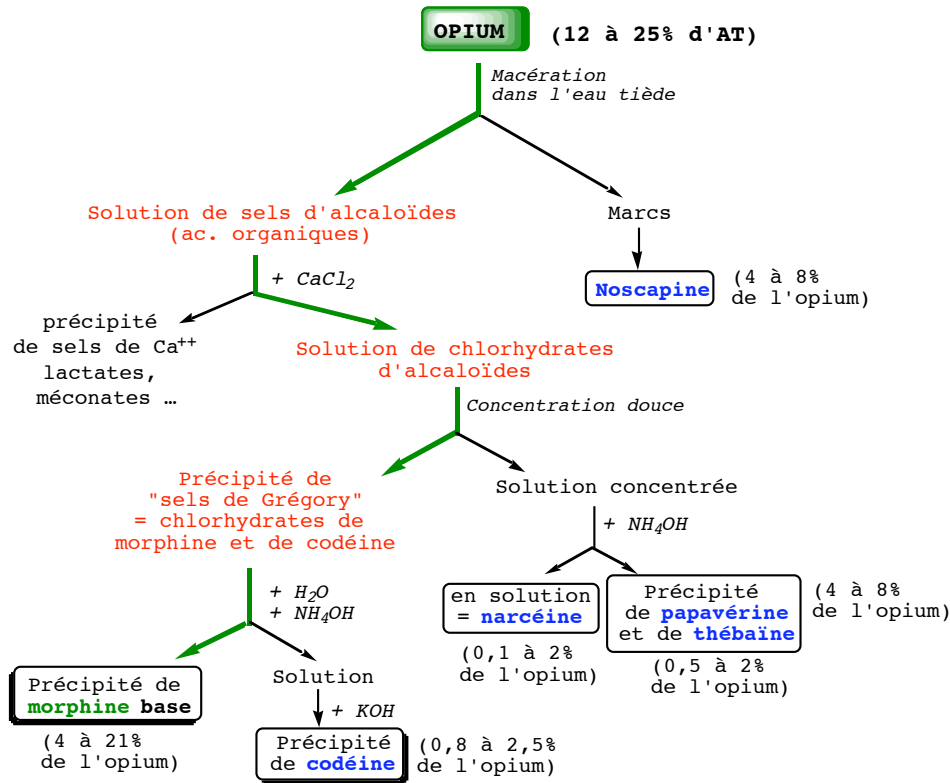 OPIUM (12 à 25% d'AT)
Macération
dans l'eau tiède
Solution de sels d'alcaloïdes
(ac. organiques)
Marcs
+ CaCl₂
Noscapine
(4 à 8%
de l'opium)
précipité
de sels de Ca⁺⁺
lactates,
méconates …
Solution de chlorhydrates
d'alcaloïdes
Concentration douce
Précipité de
"sels de Grégory"
= chlorhydrates de
morphine et de codéine
Solution concentrée
+ NH₄OH
+ H₂O
+ NH₄OH
en solution
= narcéine
(0,1 à 2%
de l'opium)
Précipité
de papavérine
et de thébaïne
(4 à 8%
de l'opium)
(0,5 à 2%
de l'opium)
Précipité de
morphine base
(4 à 21%
de l'opium)
Solution
+ KOH
Précipité
de codéine
(0,8 à 2,5%
de l'opium)